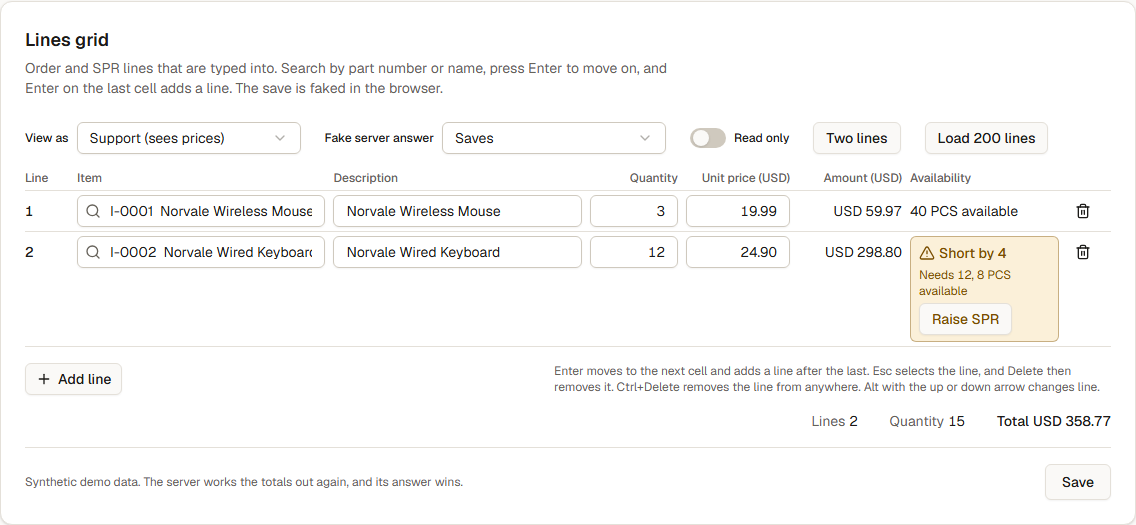 Lines grid
Order and SPR lines that are typed into. Search by part number or name, press Enter to move on, and
Enter on the last cell adds a line. The save is faked in the browser.
View as Support (sees prices) Fake server answer Saves Read only Two lines Load 200 lines
Line Item Description Quantity Unit price (USD) Amount (USD) Availability
1 I-0001 Norvale Wireless Mouse Norvale Wireless Mouse 3 19.99 USD 59.97 40 PCS available
2 I-0002 Norvale Wired Keyboard Norvale Wired Keyboard 12 24.90 USD 298.80 Short by 4
Needs 12, 8 PCS
available
Raise SPR
Add line
Enter moves to the next cell and adds a line after the last. Esc selects the line, and Delete then
removes it. Ctrl+Delete removes the line from anywhere. Alt with the up or down arrow changes line.
Lines 2 Quantity 15 Total USD 358.77
Synthetic demo data. The server works the totals out again, and its answer wins.
Save